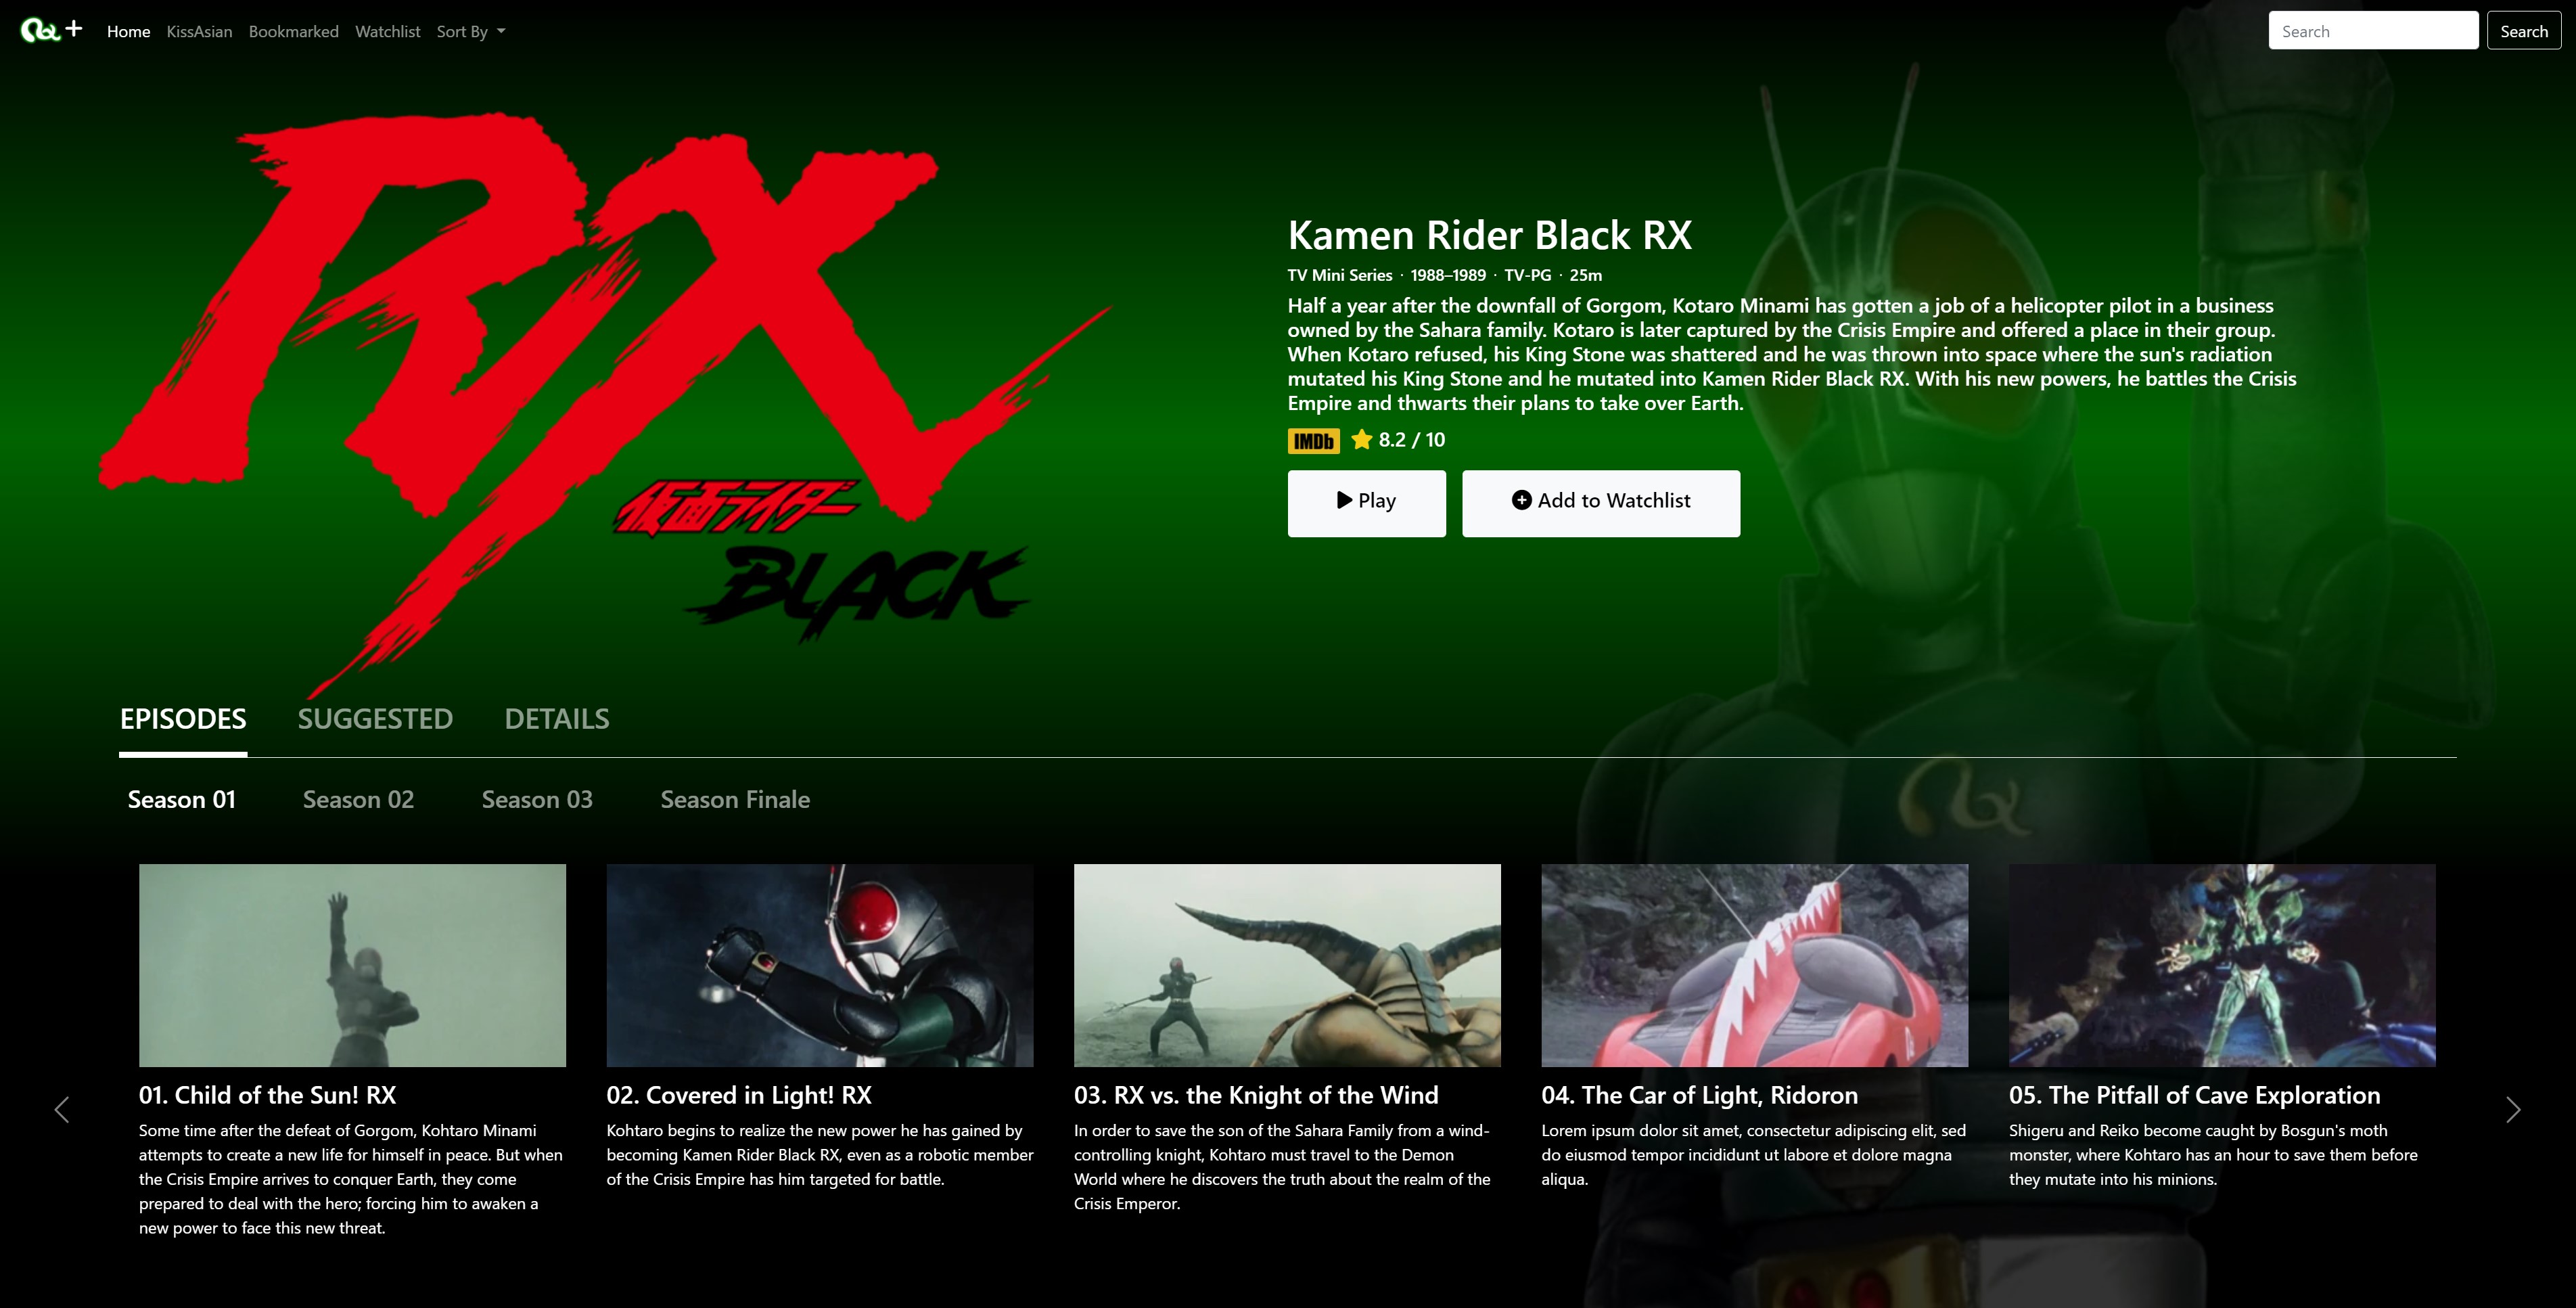 Home KissAsian Bookmarked Watchlist Sort By Search Search
RX
仮面ライダー
BLACK
Kamen Rider Black RX
TV Mini Series · 1988–1989 · TV-PG · 25m
Half a year after the downfall of Gorgom, Kotaro Minami has gotten a job of a helicopter pilot in a business
owned by the Sahara family. Kotaro is later captured by the Crisis Empire and offered a place in their group.
When Kotaro refused, his King Stone was shattered and he was thrown into space where the sun's radiation
mutated his King Stone and he mutated into Kamen Rider Black RX. With his new powers, he battles the Crisis
Empire and thwarts their plans to take over Earth.
IMDb 8.2 / 10
Play Add to Watchlist
EPISODES SUGGESTED DETAILS
Season 01 Season 02 Season 03 Season Finale
01. Child of the Sun! RX
Some time after the defeat of Gorgom, Kohtaro Minami
attempts to create a new life for himself in peace. But when
the Crisis Empire arrives to conquer Earth, they come
prepared to deal with the hero; forcing him to awaken a
new power to face this new threat.
02. Covered in Light! RX
Kohtaro begins to realize the new power he has gained by
becoming Kamen Rider Black RX, even as a robotic member
of the Crisis Empire has him targeted for battle.
03. RX vs. the Knight of the Wind
In order to save the son of the Sahara Family from a wind-
controlling knight, Kohtaro must travel to the Demon
World where he discovers the truth about the realm of the
Crisis Emperor.
04. The Car of Light, Ridoron
Lorem ipsum dolor sit amet, consectetur adipiscing elit, sed
do eiusmod tempor incididunt ut labore et dolore magna
aliqua.
05. The Pitfall of Cave Exploration
Shigeru and Reiko become caught by Bosgun's moth
monster, where Kohtaro has an hour to save them before
they mutate into his minions.